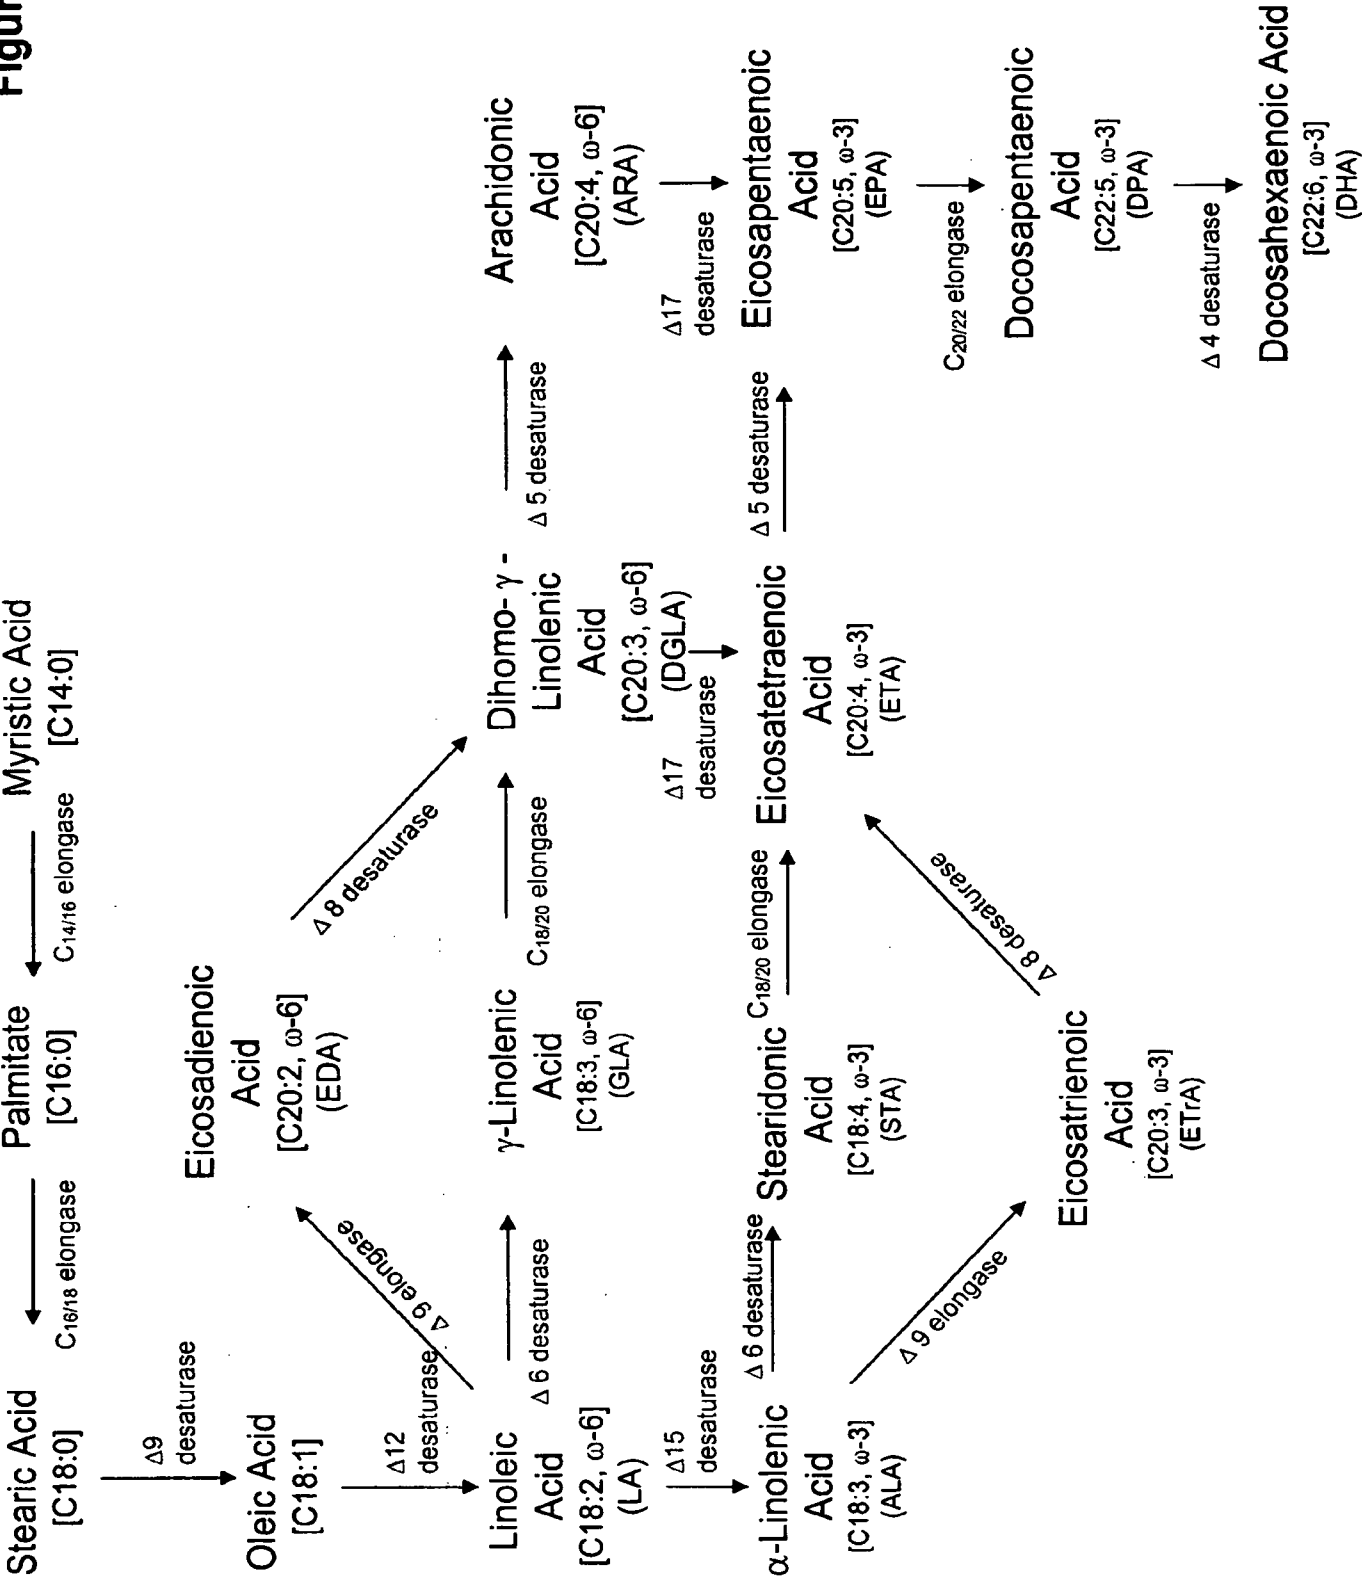 Figur
Myristic Acid
[C14:0]
C14/16 elongase
Palmitate
[C16:0]
C16/18 elongase
Stearic Acid
[C18:0]
Δ9
desaturase
Oleic Acid
[C18:1]
Δ12
desaturase
Linoleic
Acid
[C18:2, ω-6]
(LA)
Δ 9 elongase
Eicosadienoic
Acid
[C20:2, ω-6]
(EDA)
Δ 8 desaturase
Δ 6 desaturase
γ-Linolenic
Acid
[C18:3, ω-6]
(GLA)
C18/20 elongase
Dihomo- γ -
Linolenic
Acid
[C20:3, ω-6]
(DGLA)
Δ 5 desaturase
Arachidonic
Acid
[C20:4, ω-6]
(ARA)
Δ15
desaturase
Δ17
desaturase
Δ17
desaturase
α-Linolenic
Acid
[C18:3, ω-3]
(ALA)
Δ 6 desaturase
Stearidonic
Acid
[C18:4, ω-3]
(STA)
C18/20 elongase
Eicosatetraenoic
Acid
[C20:4, ω-3]
(ETA)
Δ 5 desaturase
Eicosapentaenoic
Acid
[C20:5, ω-3]
(EPA)
Δ 9 elongase
Eicosatrienoic
Acid
[C20:3, ω-3]
(ETrA)
Δ 8 desaturase
C20/22 elongase
Docosapentaenoic
Acid
[C22:5, ω-3]
(DPA)
Δ 4 desaturase
Docosahexaenoic Acid
[C22:6, ω-3]
(DHA)